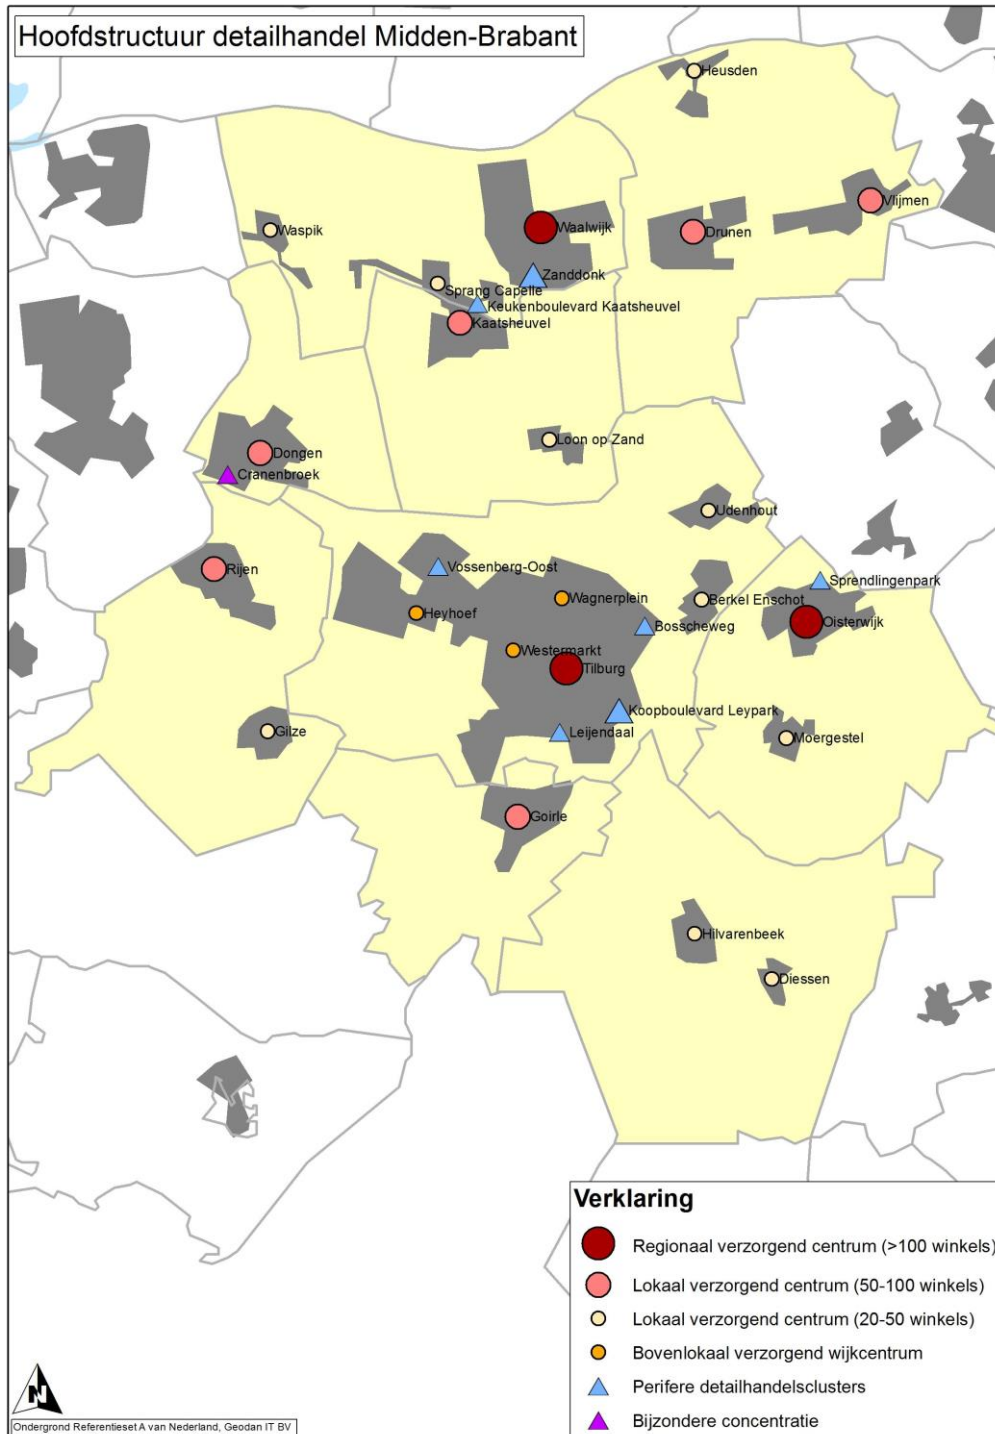 Hoofdstructuur detailhandel Midden-Brabant
Heusden
Vlijmen
Waspik
Waalwijk
Drunen
Zanddonk
Sprang Capelle
Keukenboulevard Kaatsheuvel
Kaatsheuvel
Loon op Zand
Dongen
Cranenbroek
Udenhout
Rijen
Vossenberg-Oost
Sprendlingenpark
Wagnerplein
Berkel Enschot
Heyhoef
Bosscheweg
Oisterwijk
Westermarkt
Tilburg
Koopboulevard Leypark
Gilze
Leijendaal
Moergestel
Goirle
Hilvarenbeek
Diessen
Verklaring
Regionaal verzorgend centrum (>100 winkels)
Lokaal verzorgend centrum (50-100 winkels)
Lokaal verzorgend centrum (20-50 winkels)
Bovenlokaal verzorgend wijkcentrum
Perifere detailhandelsclusters
Bijzondere concentratie
N
Ondergrond Referentieset A van Nederland, Geodan IT BV